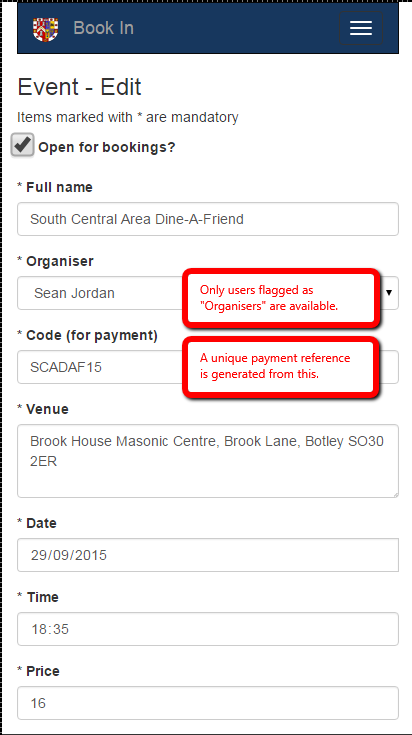 Book In
Event - Edit
Items marked with * are mandatory
Open for bookings?
* Full name
South Central Area Dine-A-Friend
* Organiser
Sean Jordan
Only users flagged as
"Organisers" are available.
* Code (for payment)
SCADAF15
A unique payment reference
is generated from this.
* Venue
Brook House Masonic Centre, Brook Lane, Botley SO30
2ER
* Date
29/09/2015
* Time
18:35
* Price
16